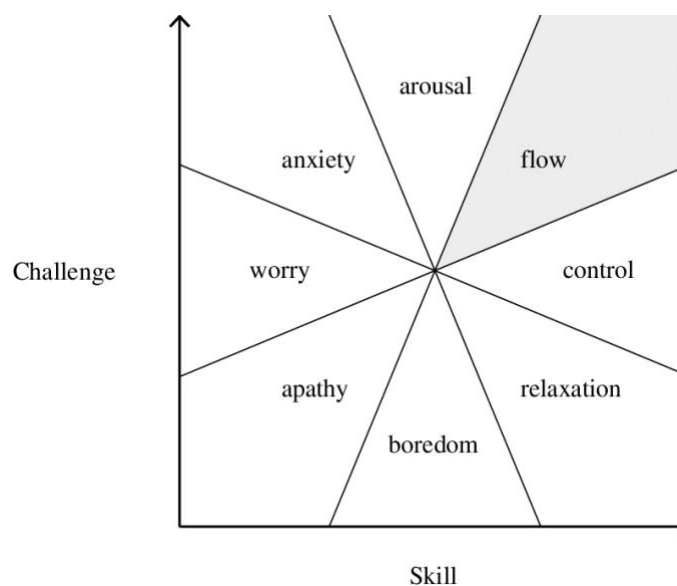 arousal
anxiety
flow
Challenge
worry
control
apathy
relaxation
boredom
Skill